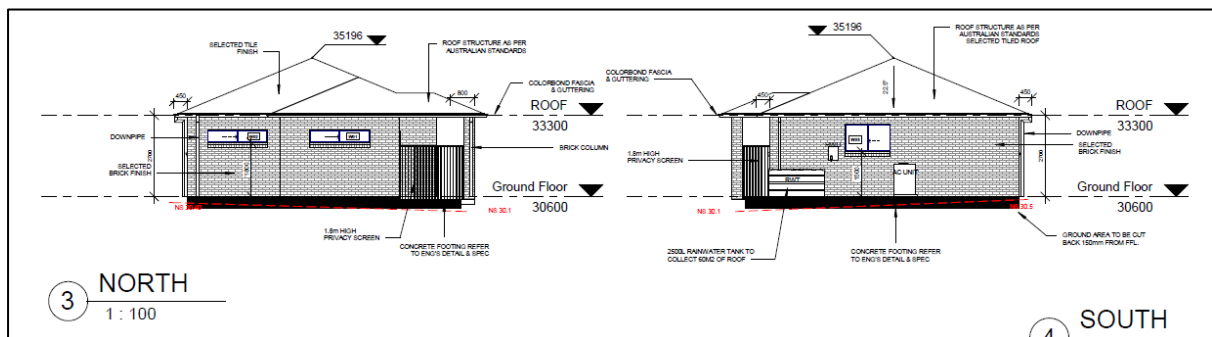 35196
SELECTED TILE
FINISH
ROOF STRUCTURE AS PER
AUSTRALIAN STANDARDS
COLORBOND FASCIA
& GUTTERING
450
800
ROOF
33300
DOWNPIPE
BRICK COLUMN
2700
SELECTED
BRICK FINISH
Ground Floor
30600
NS 30.1
1.8m HIGH
PRIVACY SCREEN
CONCRETE FOOTING REFER
TO ENG'S DETAIL & SPEC
3
NORTH
1 : 100
35196
ROOF STRUCTURE AS PER
AUSTRALIAN STANDARDS
SELECTED TILED ROOF
COLORBOND FASCIA
& GUTTERING
450
22.5°
450
ROOF
33300
DOWNPIPE
SELECTED
BRICK FINISH
1.8m HIGH
PRIVACY SCREEN
RWT
1500
AC UNIT
2700
Ground Floor
30600
NS 30.1
NS 30.5
2500L RAINWATER TANK TO
COLLECT 50M2 OF ROOF
CONCRETE FOOTING REFER
TO ENG'S DETAIL & SPEC
GROUND AREA TO BE CUT
BACK 150mm FROM FFL.
4
SOUTH